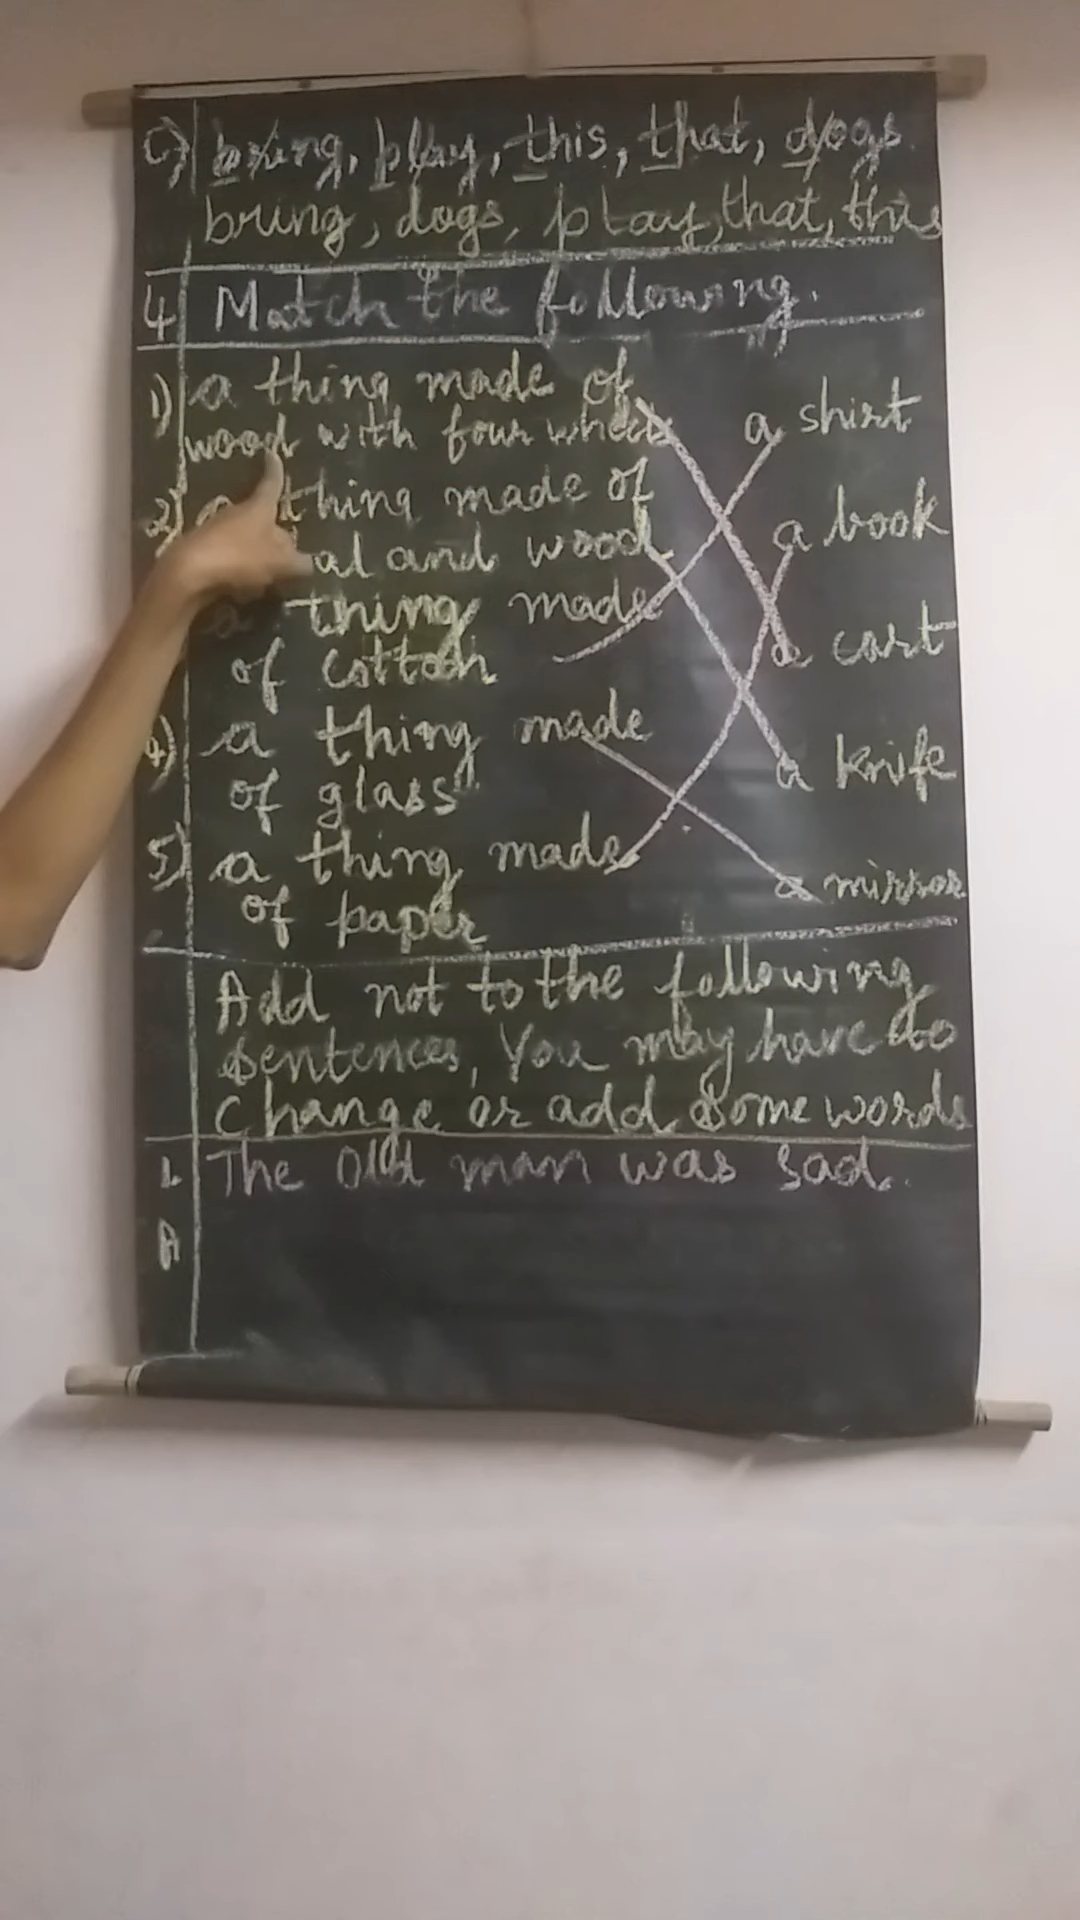 C) bring, play, this, that, dogs.
bring, dogs, play, that, this
4 Match the following.
1) a thing made of
wood with four wheels
a shirt
2) a thing made of
al and wood
a book
a thing made
of cotton
a cart
4) a thing made
of glass
a knife
5) a thing made
of paper
a mirror
Add not to the following
sentences, You may have to
change or add some words
1. The old man was sad.
A